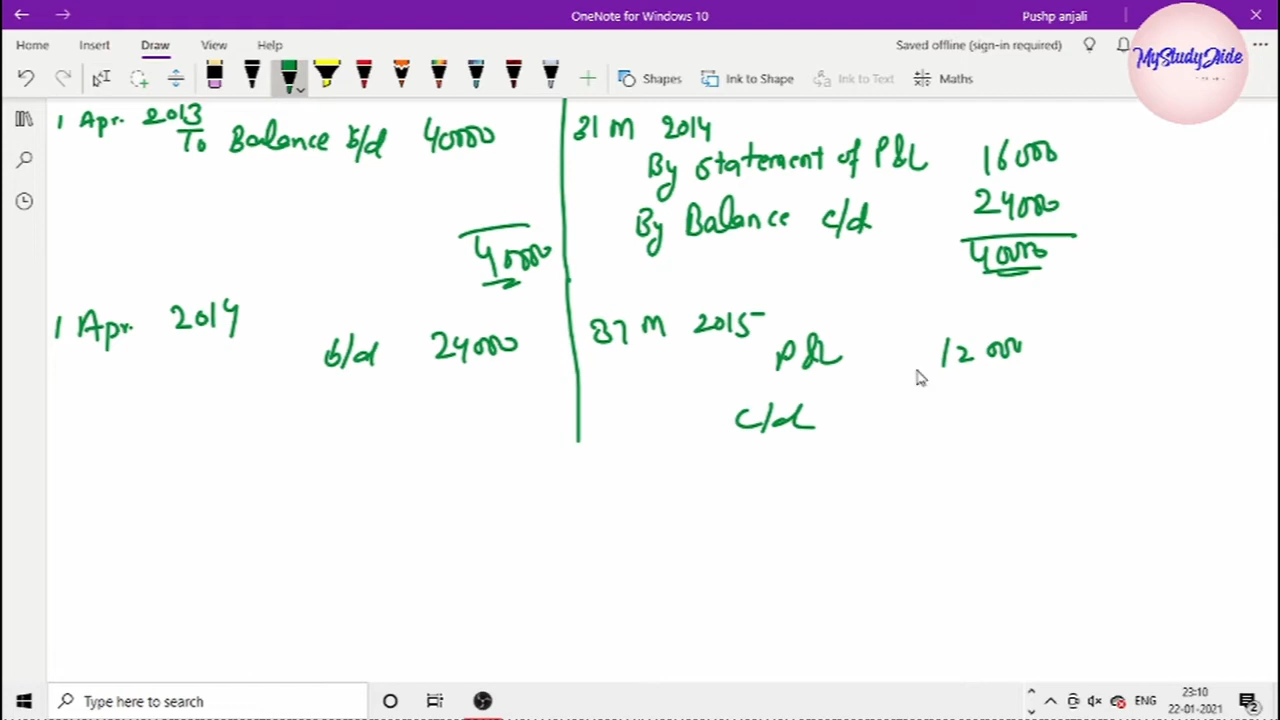 OneNote for Windows 10
Pushp anjali
Home Insert Draw View Help
Saved offline (sign-in required)
MyStudyAide
Shapes Ink to Shape Ink to Text Maths
1 Apr. 2013
To Balance b/d 40000
40000
31 M 2014
By statement of P&L 16000
By Balance c/d 24000
40000
1 Apr. 2014
b/d 24000
31 M 2015
P&L 12000
c/d
Type here to search
ENG
23:10
22-01-2021
2